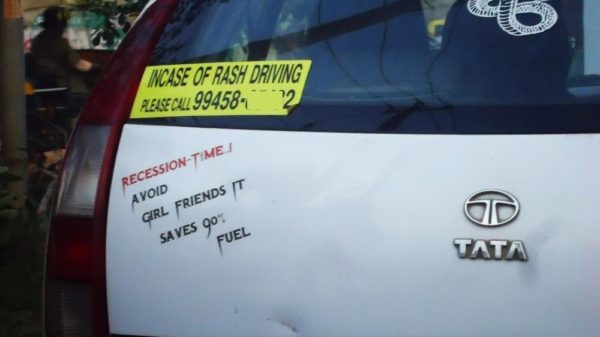 INCASE OF RASH DRIVING
PLEASE CALL 99458-
RECESSION-TIME..!
AVOID
GIRL FRIENDS IT
SAVES 90%
FUEL
TATA